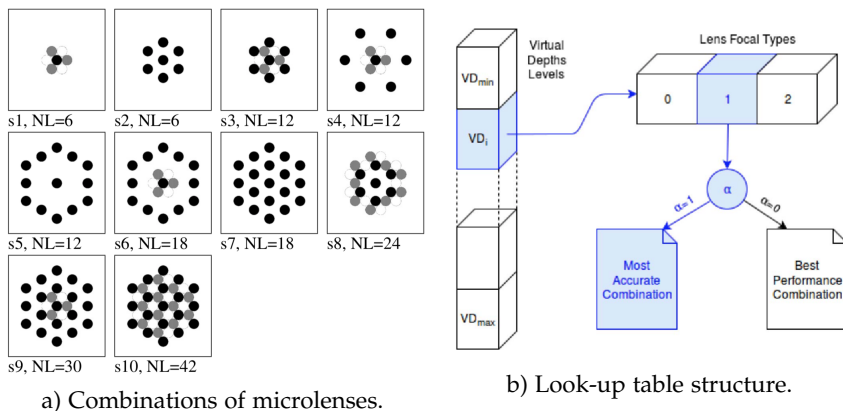 s1, NL=6
s2, NL=6
s3, NL=12
s4, NL=12
s5, NL=12
s6, NL=18
s7, NL=18
s8, NL=24
s9, NL=30
s10, NL=42
a) Combinations of microlenses.
Virtual
Depths
Levels
VDmin
VDi
VDmax
Lens Focal Types
0
1
2
α
α=1
α=0
Most
Accurate
Combination
Best
Performance
Combination
b) Look-up table structure.